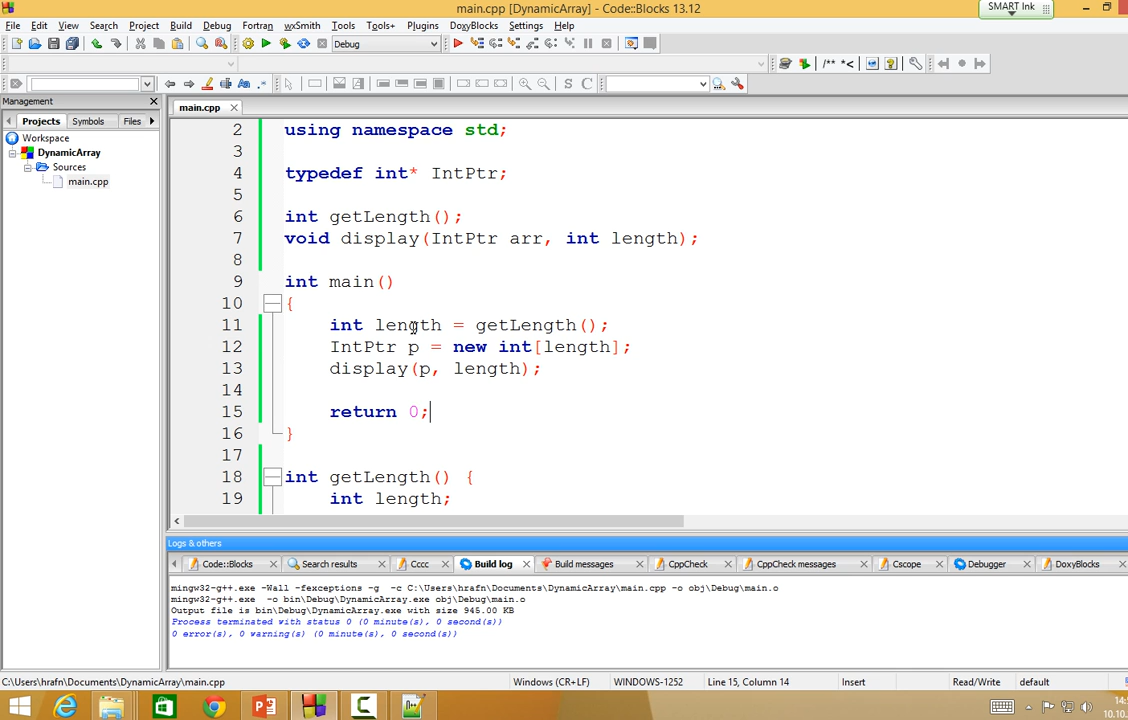 main.cpp [DynamicArray] - Code::Blocks 13.12
SMART Ink
File Edit View Search Project Build Debug Fortran wxSmith Tools Tools+ Plugins DoxyBlocks Settings Help
Debug
/** *<
S C
Management
Projects Symbols Files
Workspace
DynamicArray
Sources
main.cpp
main.cpp
2 using namespace std;
3
4 typedef int* IntPtr;
5
6 int getLength();
7 void display(IntPtr arr, int length);
8
9 int main()
10 {
11 int length = getLength();
12 IntPtr p = new int[length];
13 display(p, length);
14
15 return 0;
16 }
17
18 int getLength() {
19 int length;
Logs & others
Code::Blocks Search results Cccc Build log Build messages CppCheck CppCheck messages Cscope Debugger DoxyBlocks
mingw32-g++.exe -Wall -fexceptions -g -c C:\Users\hrafn\Documents\DynamicArray\main.cpp -o obj\Debug\main.o
mingw32-g++.exe -o bin\Debug\DynamicArray.exe obj\Debug\main.o
Output file is bin\Debug\DynamicArray.exe with size 945.00 KB
Process terminated with status 0 (0 minute(s), 0 second(s))
0 error(s), 0 warning(s) (0 minute(s), 0 second(s))
C:\Users\hrafn\Documents\DynamicArray\main.cpp Windows (CR+LF) WINDOWS-1252 Line 15, Column 14 Insert Read/Write default
14:
10.10.